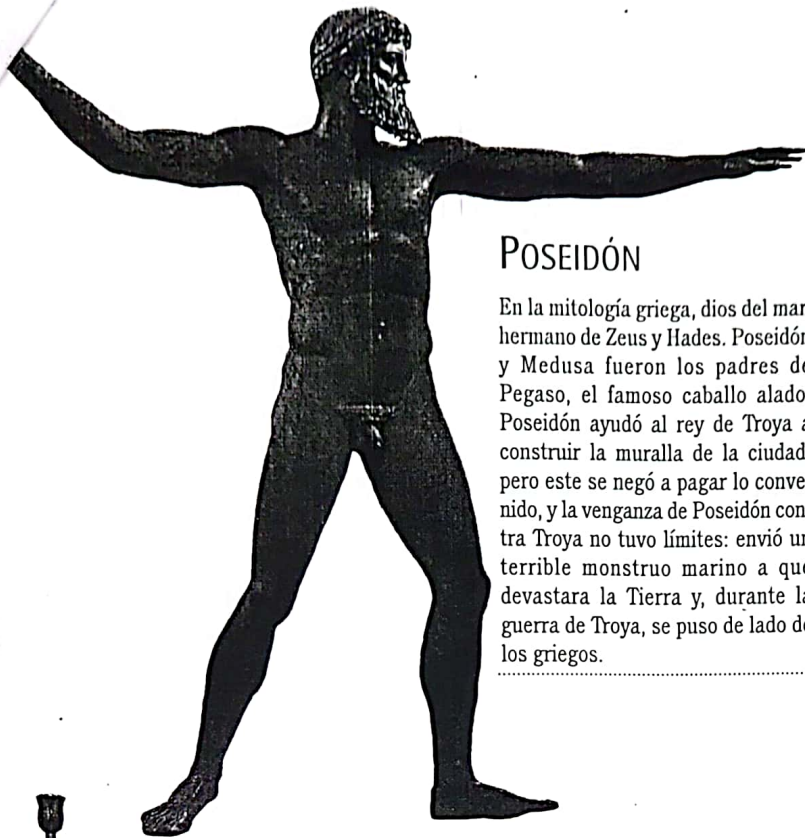 POSEIDÓN
En la mitología griega, dios del mar
hermano de Zeus y Hades. Poseidón
y Medusa fueron los padres de
Pegaso, el famoso caballo alado
Poseidón ayudó al rey de Troya a
construir la muralla de la ciudad
pero este se negó a pagar lo conve
nido, y la venganza de Poseidón con
tra Troya no tuvo límites: envió un
terrible monstruo marino a que
devastara la Tierra y, durante la
guerra de Troya, se puso de lado de
los griegos.